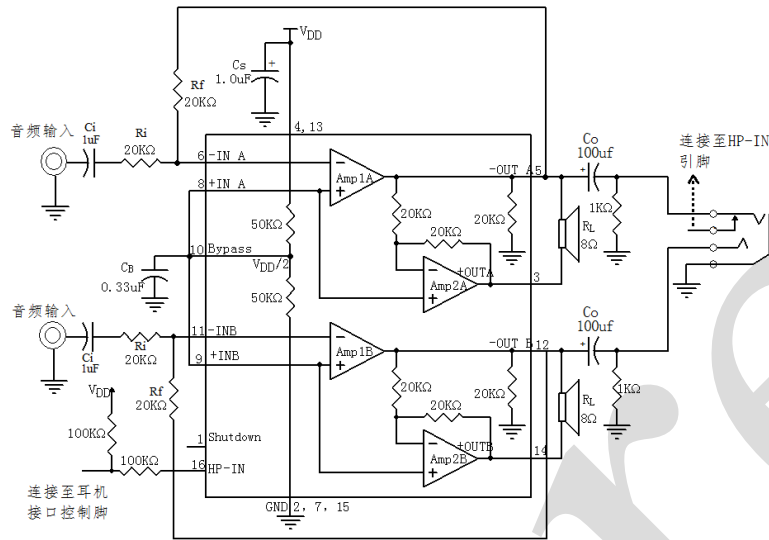 VDD
Cs
1.0uF
+
Rf
20KΩ
4,13
音频输入
Ci
1uF
Ri
20KΩ
6
-IN A
Amp1A
-OUT A
5
Co
100uf
+
连接至HP-IN
引脚
8
+IN A
20KΩ
20KΩ
1KΩ
50KΩ
20KΩ
RL
8Ω
10
Bypass
VDD/2
+OUTA
3
CB
0.33uF
50KΩ
Amp2A
音频输入
Ci
1uF
Ri
20KΩ
11
-INB
Amp1B
-OUT B
12
Co
100uf
+
9
+INB
VDD
Rf
20KΩ
20KΩ
20KΩ
1KΩ
20KΩ
RL
8Ω
100KΩ
1
Shutdown
+OUTB
14
100KΩ
16
HP-IN
Amp2B
连接至耳机
接口控制脚
GND 2, 7, 15